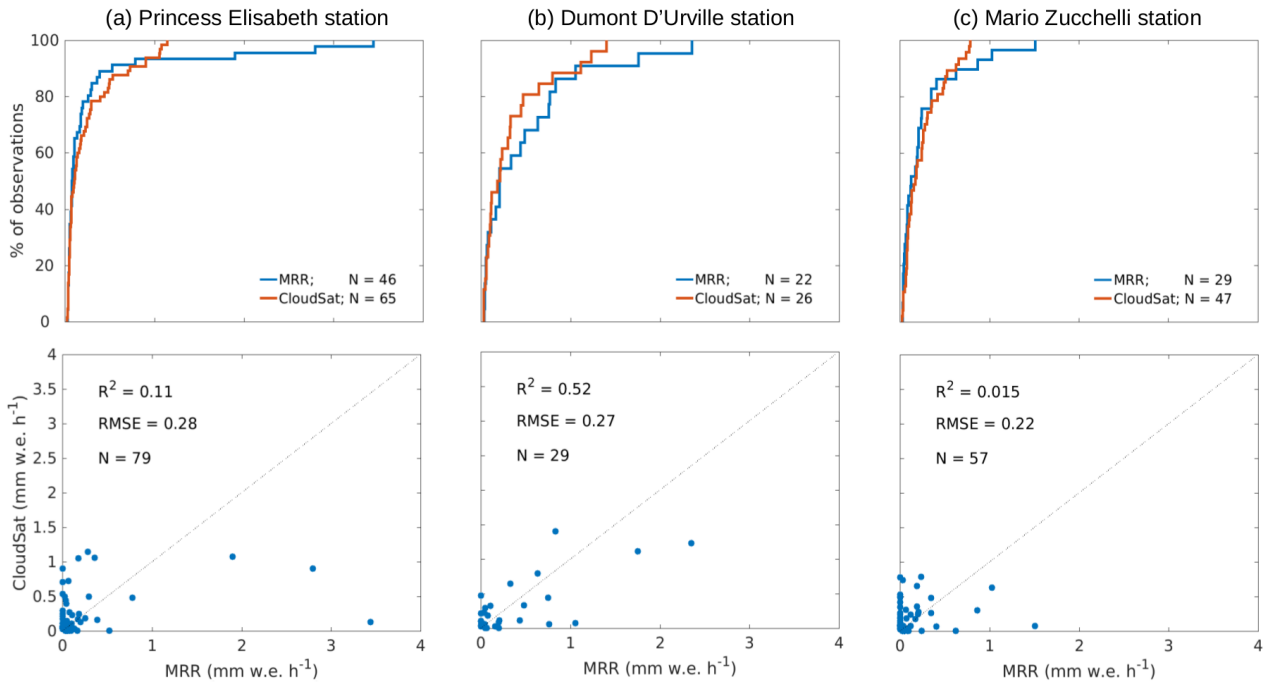 (a) Princess Elisabeth station
(b) Dumont D’Urville station
(c) Mario Zucchelli station
% of observations
100
80
60
40
20
0
MRR; N = 46
CloudSat; N = 65
MRR; N = 22
CloudSat; N = 26
MRR; N = 29
CloudSat; N = 47
CloudSat (mm w.e. h-1)
4
3.5
3
2.5
2
1.5
1
0.5
0
R2 = 0.11
RMSE = 0.28
N = 79
0 1 2 3 4
MRR (mm w.e. h-1)
R2 = 0.52
RMSE = 0.27
N = 29
0 1 2 3 4
MRR (mm w.e. h-1)
R2 = 0.015
RMSE = 0.22
N = 57
0 1 2 3 4
MRR (mm w.e. h-1)